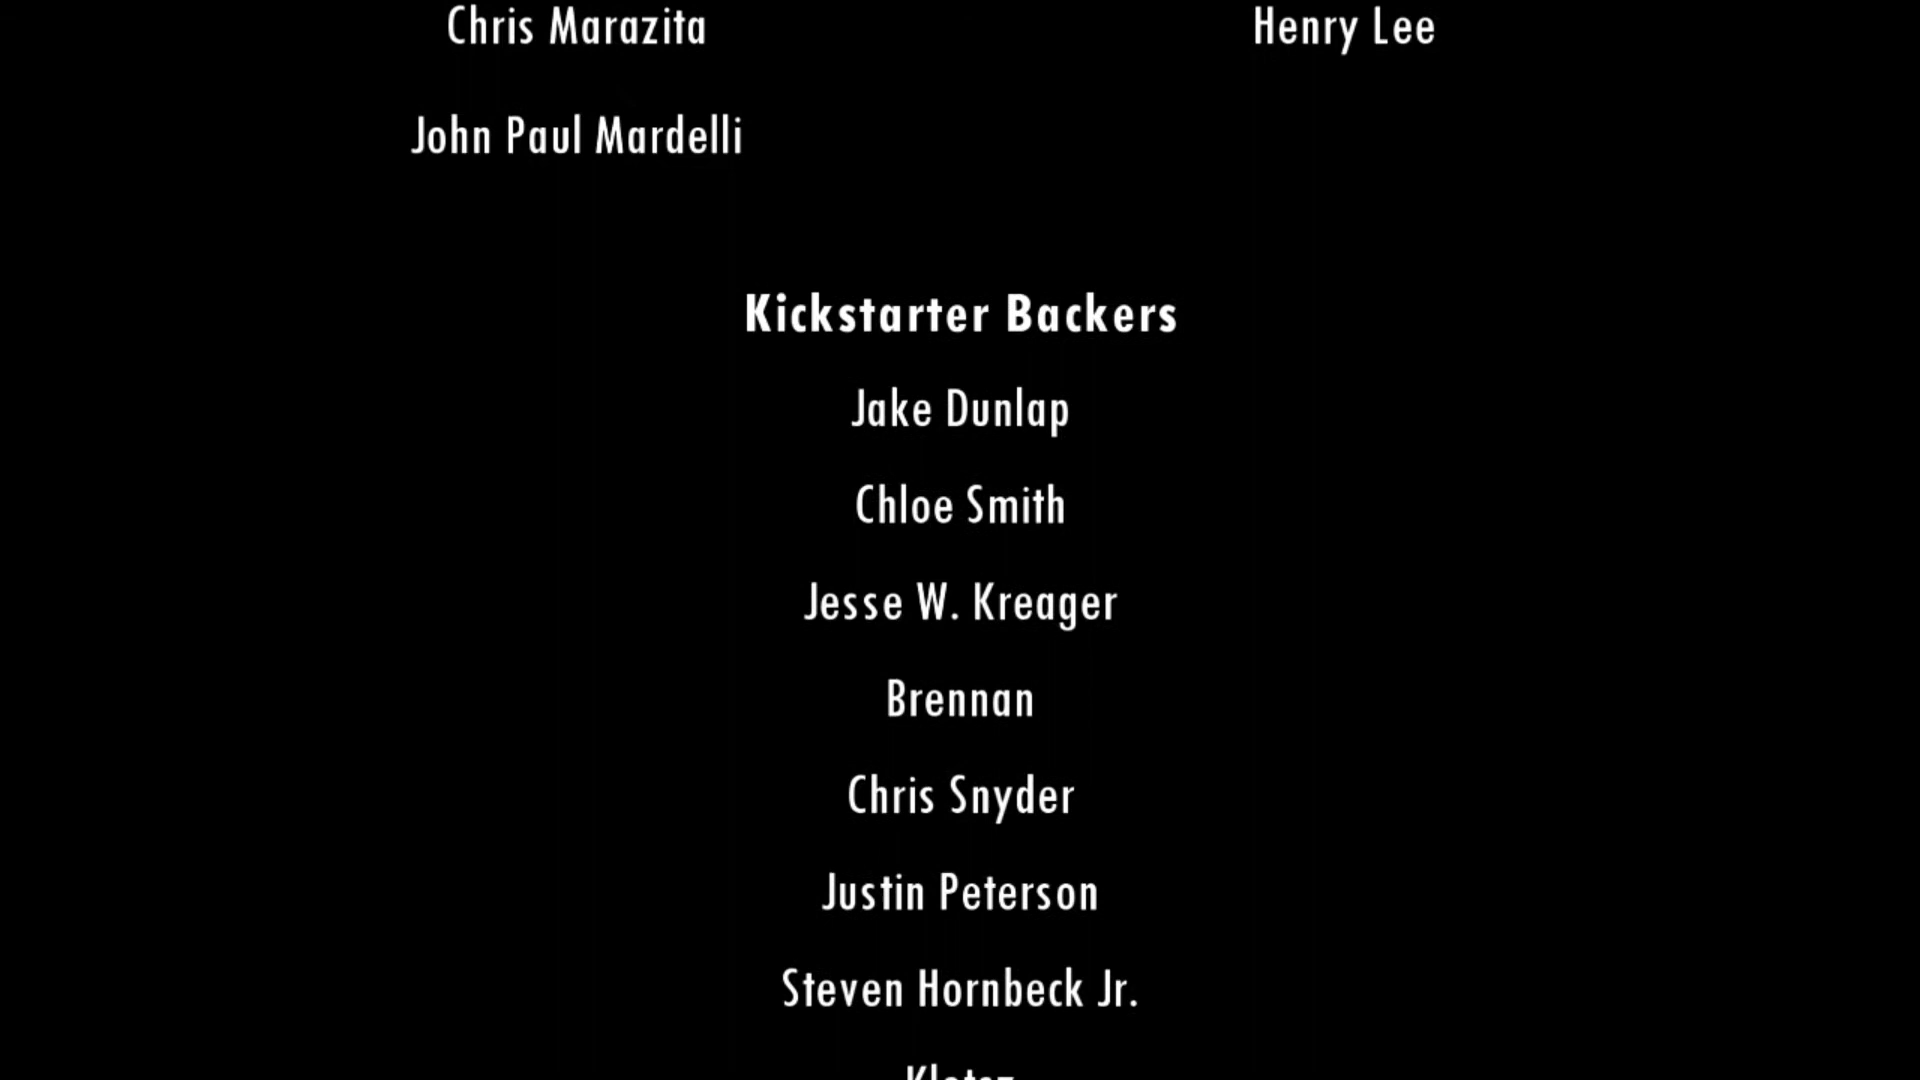 Chris Marazita Henry Lee
John Paul Mardelli
Kickstarter Backers
Jake Dunlap
Chloe Smith
Jesse W. Kreager
Brennan
Chris Snyder
Justin Peterson
Steven Hornbeck Jr.